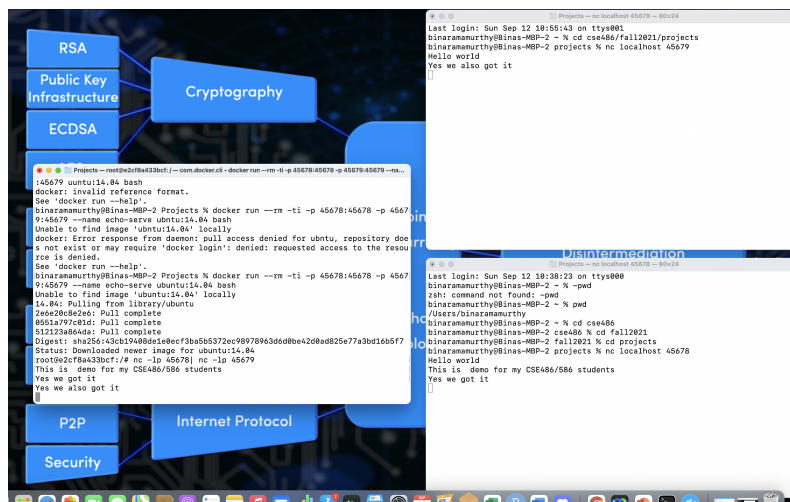 RSA
Public Key
Infrastructure
ECDSA
Cryptography
P2P
Security
Internet Protocol
Disintermediation
Projects — root@e2cf8a433bcf: / — com.docker.cli ◂ docker run --rm -ti -p 45678:45678 -p 45679:45679 --na...
:45679 uuntu:14.04 bash
docker: invalid reference format.
See 'docker run --help'.
binaramamurthy@Binas-MBP-2 Projects % docker run --rm -ti -p 45678:45678 -p 4567
9:45679 --name echo-serve ubntu:14.04 bash
Unable to find image 'ubntu:14.04' locally
docker: Error response from daemon: pull access denied for ubntu, repository doe
s not exist or may require 'docker login': denied: requested access to the resou
rce is denied.
See 'docker run --help'.
binaramamurthy@Binas-MBP-2 Projects % docker run --rm -ti -p 45678:45678 -p 4567
9:45679 --name echo-serve ubuntu:14.04 bash
Unable to find image 'ubuntu:14.04' locally
14.04: Pulling from library/ubuntu
2e6e20c8e2e6: Pull complete
0551a797c01d: Pull complete
512123a864da: Pull complete
Digest: sha256:43cb19408de1e0ecf3ba5b5372ec98978963d6d0be42d0ad825e77a3bd16b5f7
Status: Downloaded newer image for ubuntu:14.04
root@e2cf8a433bcf:/# nc -lp 45678| nc -lp 45679
This is  demo for my CSE486/586 students
Yes we got it
Yes we also got it
Projects — nc localhost 45679 — 80x24
Last login: Sun Sep 12 10:55:43 on ttys001
binaramamurthy@Binas-MBP-2 ~ % cd cse486/fall2021/projects
binaramamurthy@Binas-MBP-2 projects % nc localhost 45679
Hello world
Yes we also got it
Projects — nc localhost 45678 — 80x24
Last login: Sun Sep 12 10:38:23 on ttys000
binaramamurthy@Binas-MBP-2 ~ % -pwd
zsh: command not found: -pwd
binaramamurthy@Binas-MBP-2 ~ % pwd
/Users/binaramamurthy
binaramamurthy@Binas-MBP-2 ~ % cd cse486
binaramamurthy@Binas-MBP-2 cse486 % cd fall2021
binaramamurthy@Binas-MBP-2 fall2021 % cd projects
binaramamurthy@Binas-MBP-2 projects % nc localhost 45678
Hello world
This is  demo for my CSE486/586 students
Yes we got it